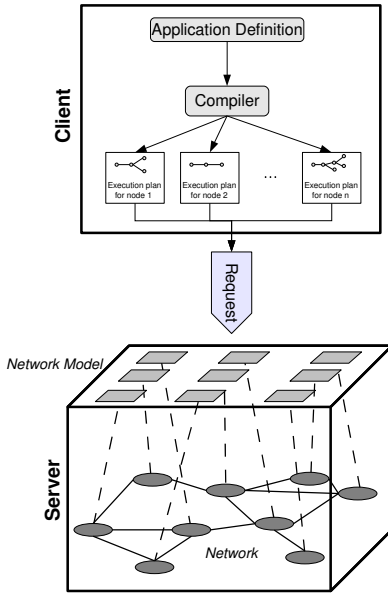 Application Definition
Client
Compiler
Execution plan
for node 1
Execution plan
for node 2
...
Execution plan
for node n
Request
Network Model
Server
Network